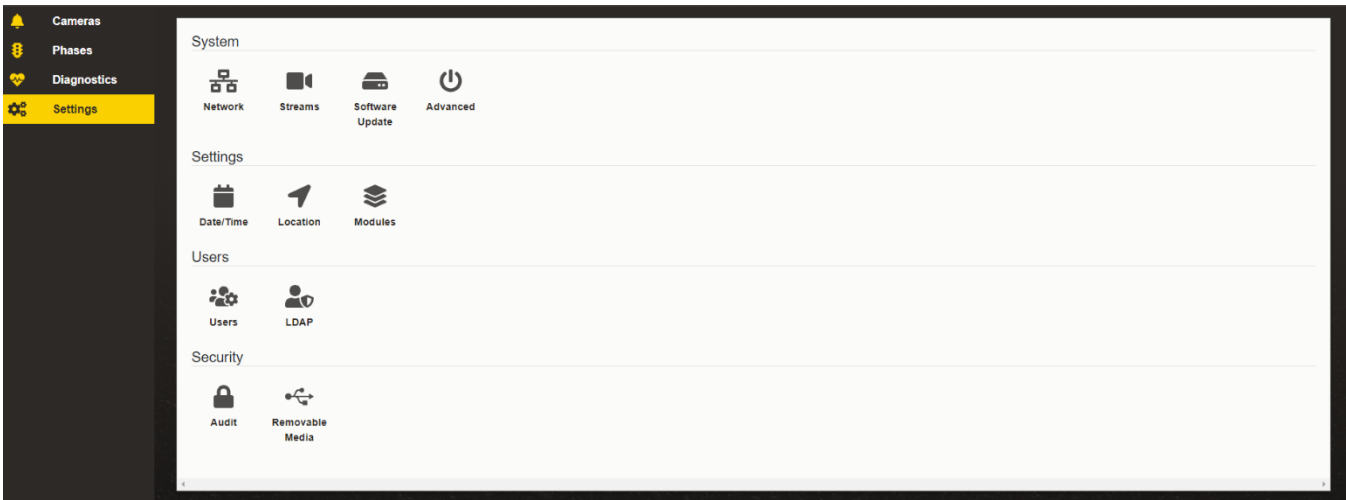 Cameras
Phases
Diagnostics
Settings
System
Network Streams Software Update Advanced
Settings
Date/Time Location Modules
Users
Users LDAP
Security
Audit Removable Media